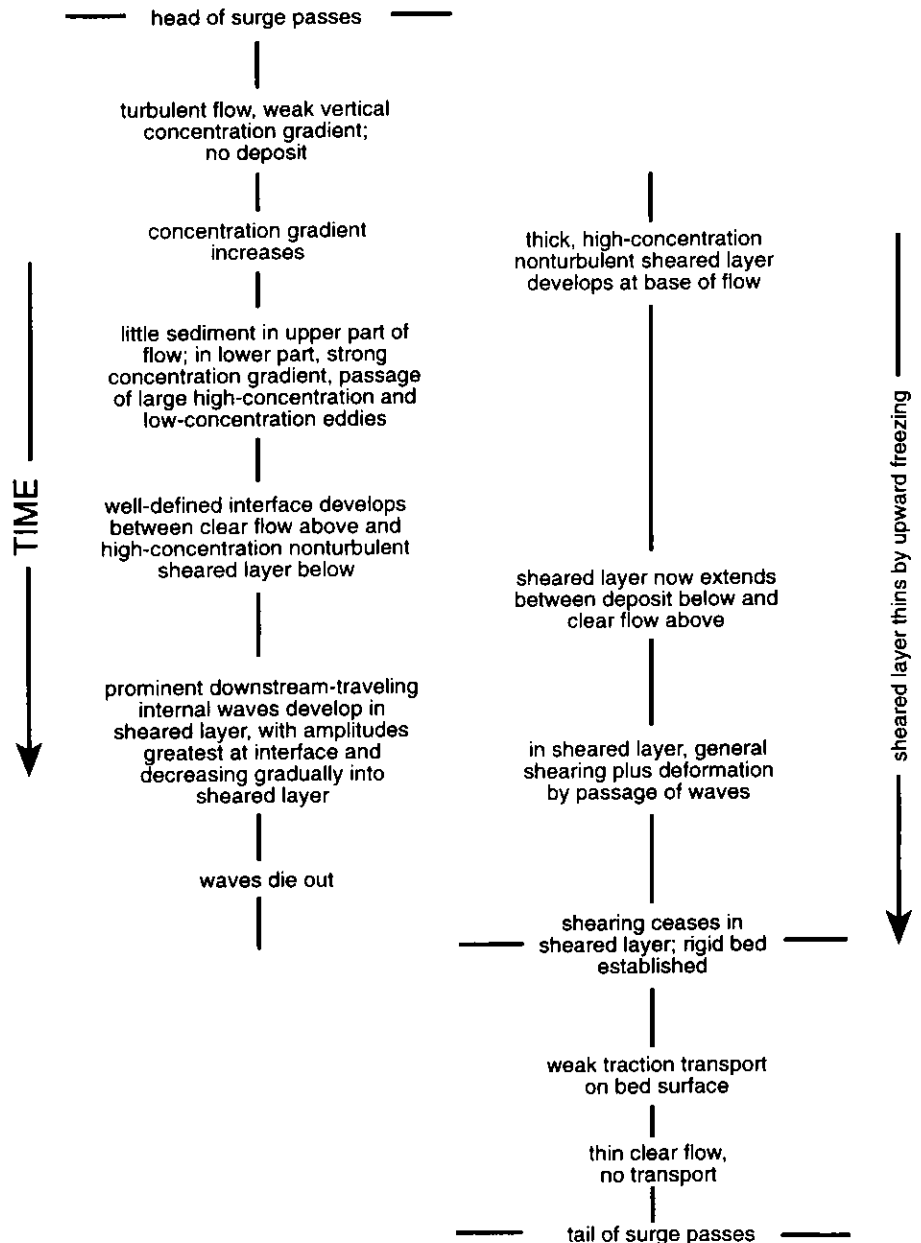 head of surge passes
turbulent flow, weak vertical
concentration gradient;
no deposit
concentration gradient
increases
little sediment in upper part of
flow; in lower part, strong
concentration gradient, passage
of large high-concentration and
low-concentration eddies
well-defined interface develops
between clear flow above and
high-concentration nonturbulent
sheared layer below
prominent downstream-traveling
internal waves develop in
sheared layer, with amplitudes
greatest at interface and
decreasing gradually into
sheared layer
waves die out
TIME
thick, high-concentration
nonturbulent sheared layer
develops at base of flow
sheared layer now extends
between deposit below and
clear flow above
in sheared layer, general
shearing plus deformation
by passage of waves
shearing ceases in
sheared layer; rigid bed
established
weak traction transport
on bed surface
thin clear flow,
no transport
tail of surge passes
sheared layer thins by upward freezing